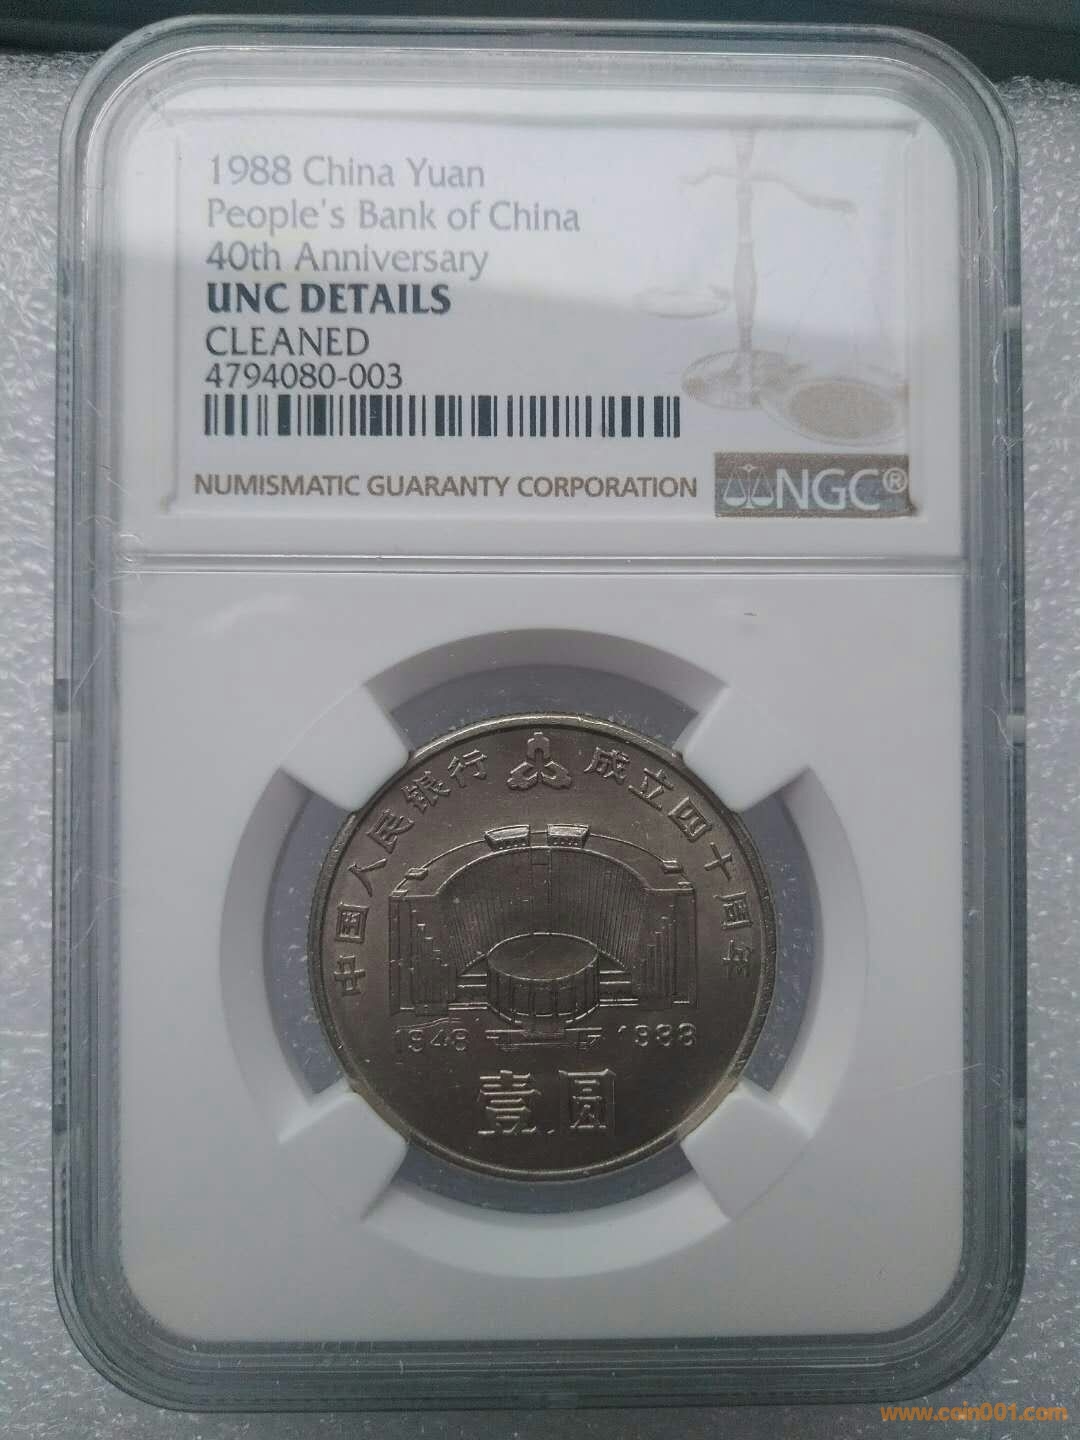 1988 China Yuan
People's Bank of China
40th Anniversary
UNC DETAILS
CLEANED
4794080-003
NUMISMATIC GUARANTY CORPORATION
NGC®
中国人民银行 成立四十周年
1948 1988
壹圆
www.coin001.com